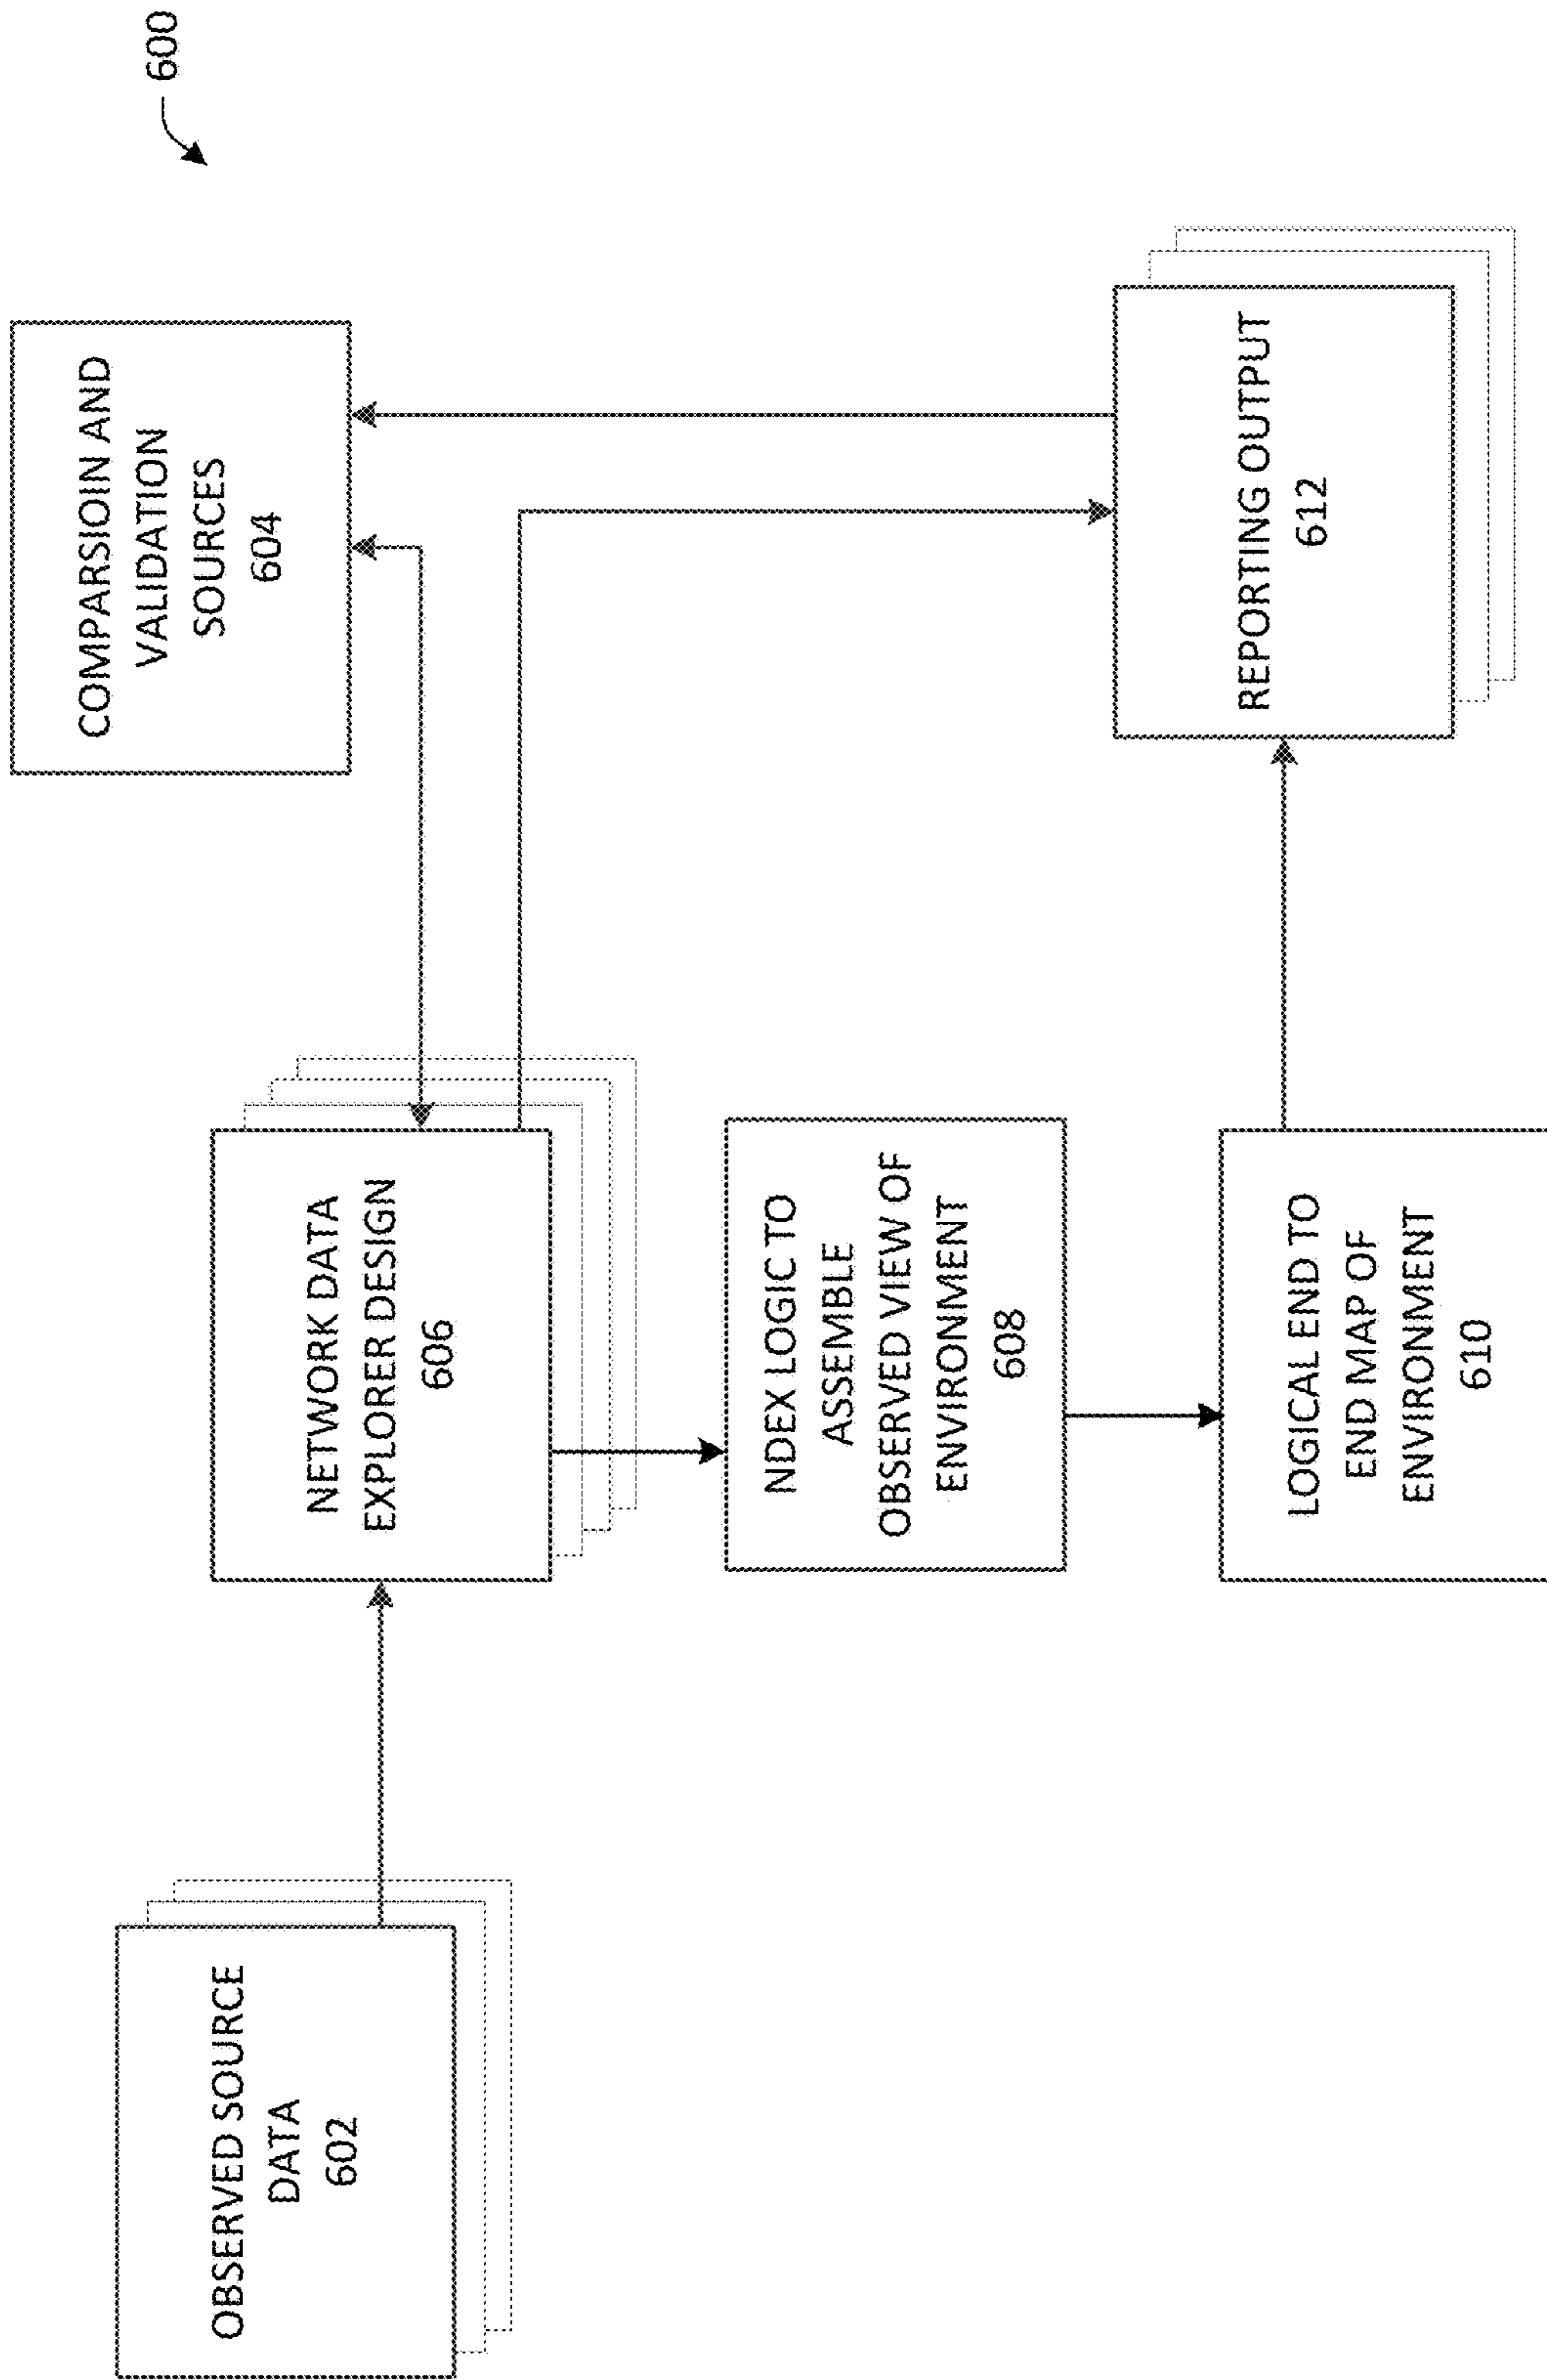 600
OBSERVED SOURCE
DATA
602
NETWORK DATA
EXPLORER DESIGN
606
COMPARSIOIN AND
VALIDATION
SOURCES
604
NDEX LOGIC TO
ASSEMBLE
OBSERVED VIEW OF
ENVIRONMENT
608
LOGICAL END TO
END MAP OF
ENVIRONMENT
610
REPORTING OUTPUT
612